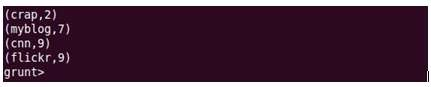 (crap,2)
(myblog,7)
(cnn,9)
(flickr,9)
grunt>